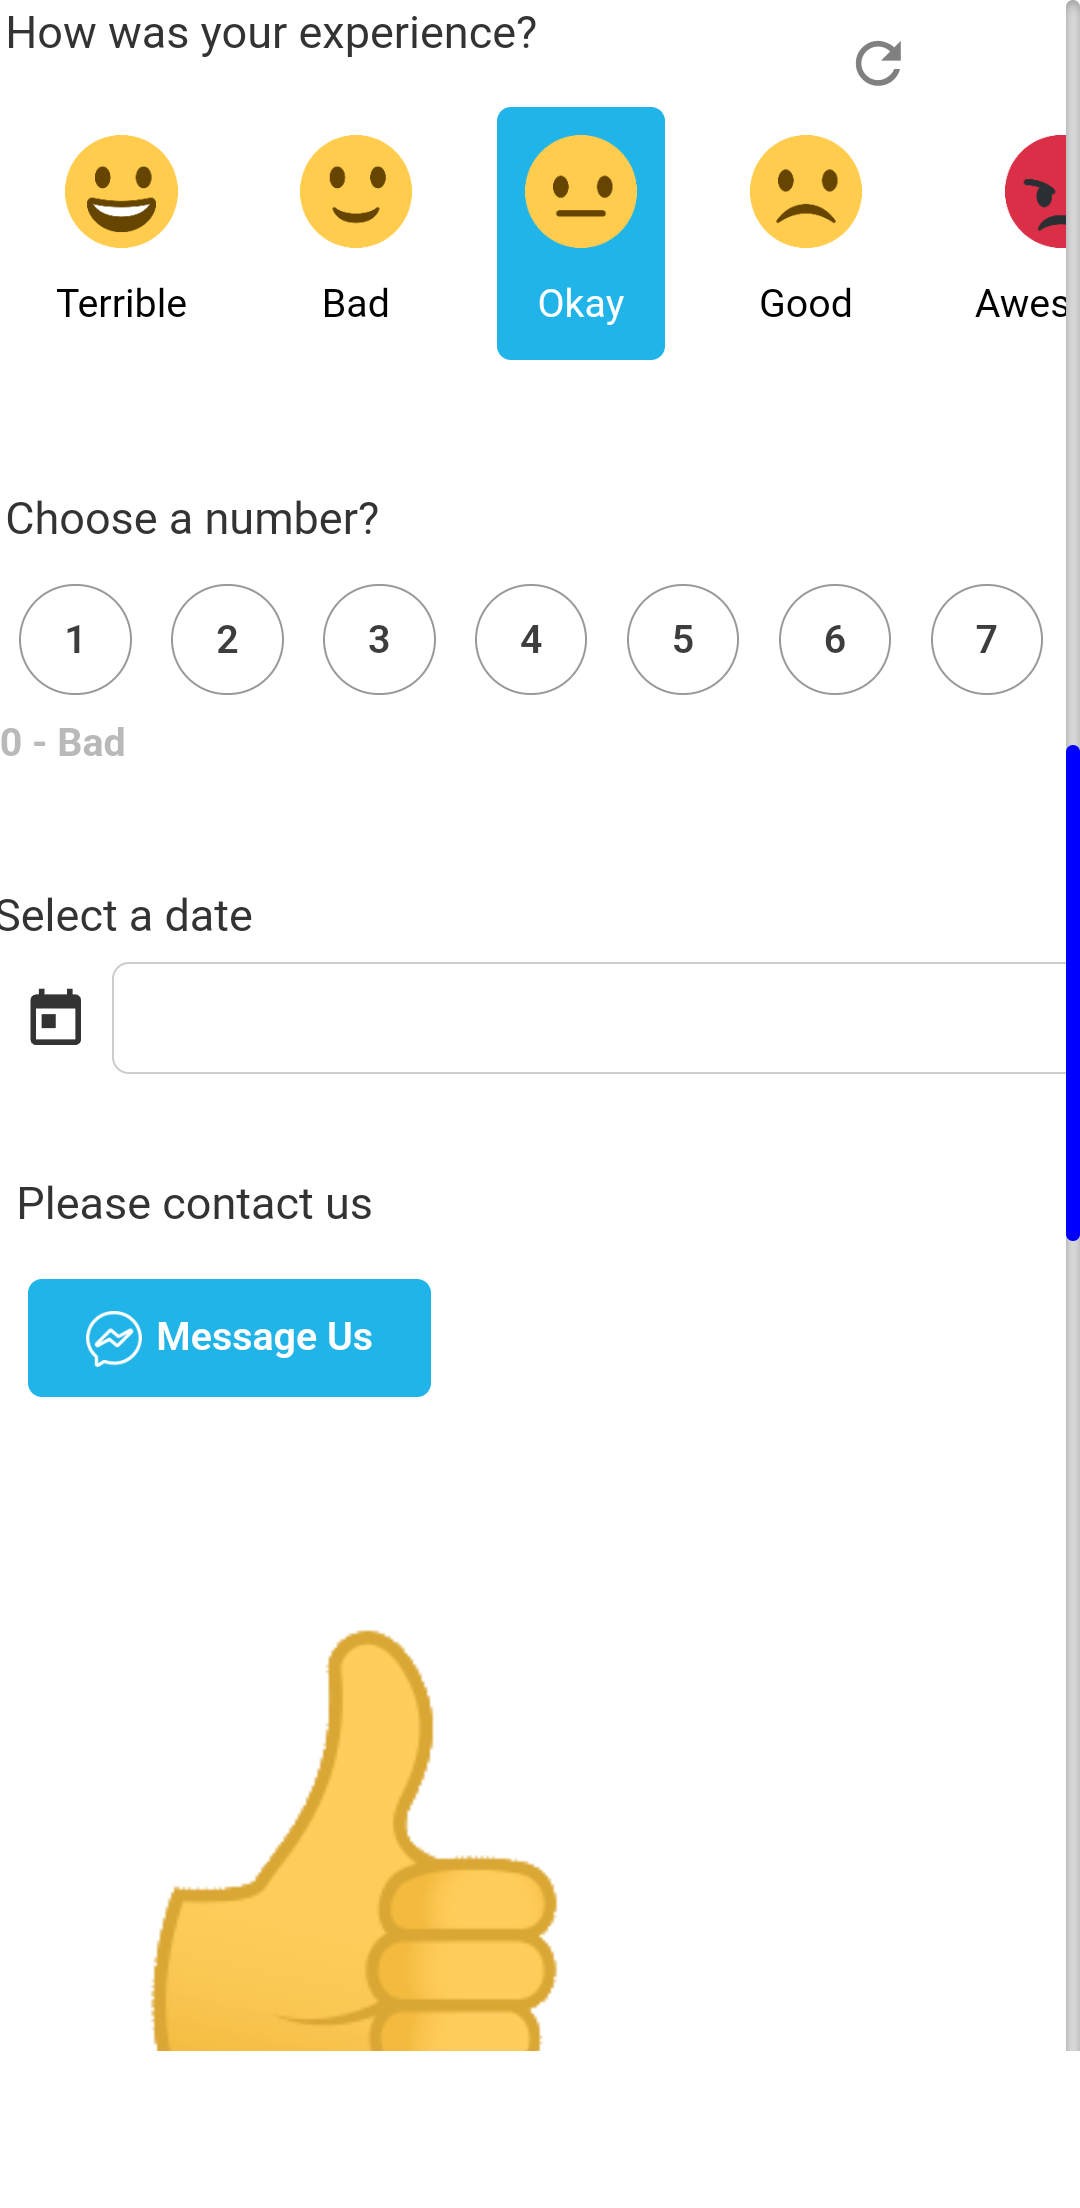 How was your experience?
Terrible Bad Okay Good Awes
Choose a number?
1 2 3 4 5 6 7
0 - Bad
Select a date
Please contact us
Message Us